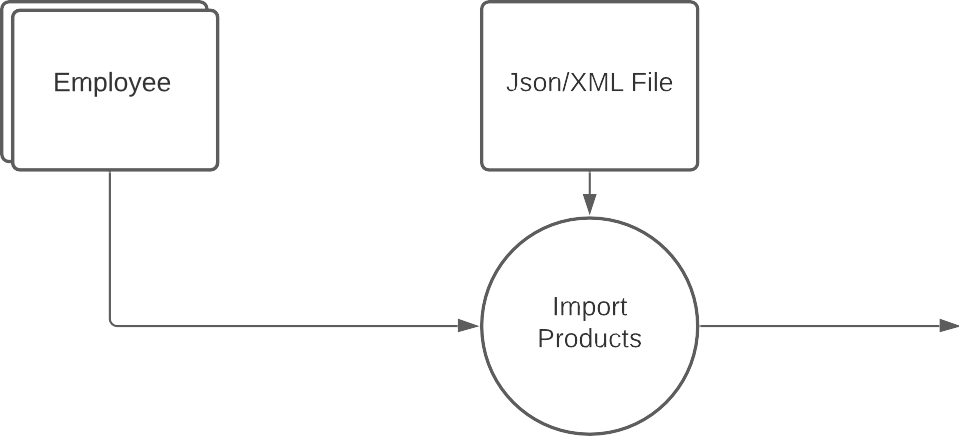 Employee
Json/XML File
Import
Products